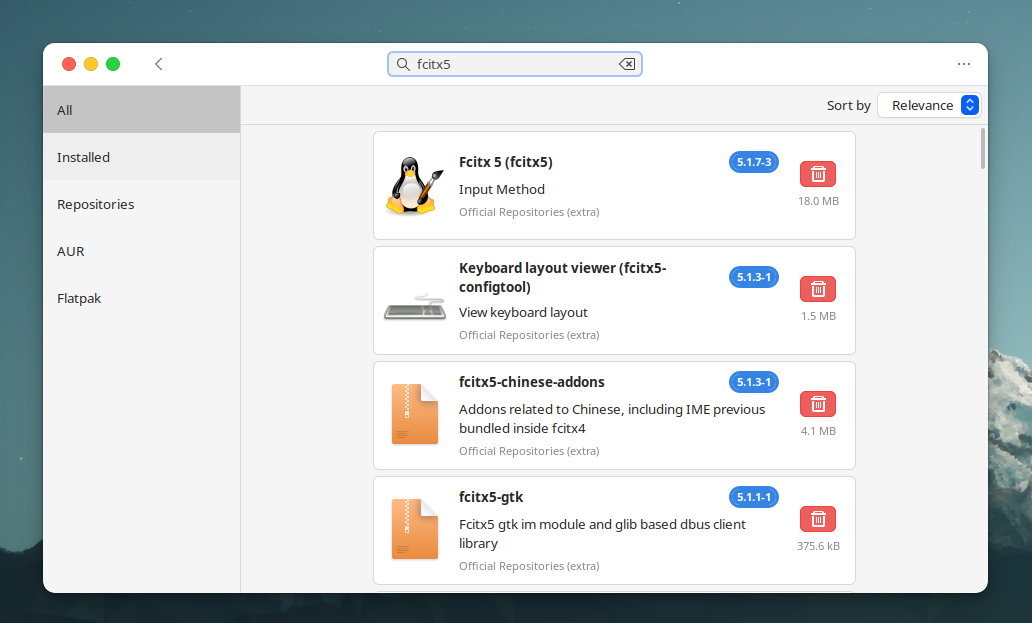 fcitx5
All
Installed
Repositories
AUR
Flatpak
Sort by
Relevance
Fcitx 5 (fcitx5)
5.1.7-3
Input Method
Official Repositories (extra)
18.0 MB
Keyboard layout viewer (fcitx5-
configtool)
5.1.3-1
View keyboard layout
Official Repositories (extra)
1.5 MB
fcitx5-chinese-addons
5.1.3-1
Addons related to Chinese, including IME previous
bundled inside fcitx4
Official Repositories (extra)
4.1 MB
fcitx5-gtk
5.1.1-1
Fcitx5 gtk im module and glib based dbus client
library
Official Repositories (extra)
375.6 kB